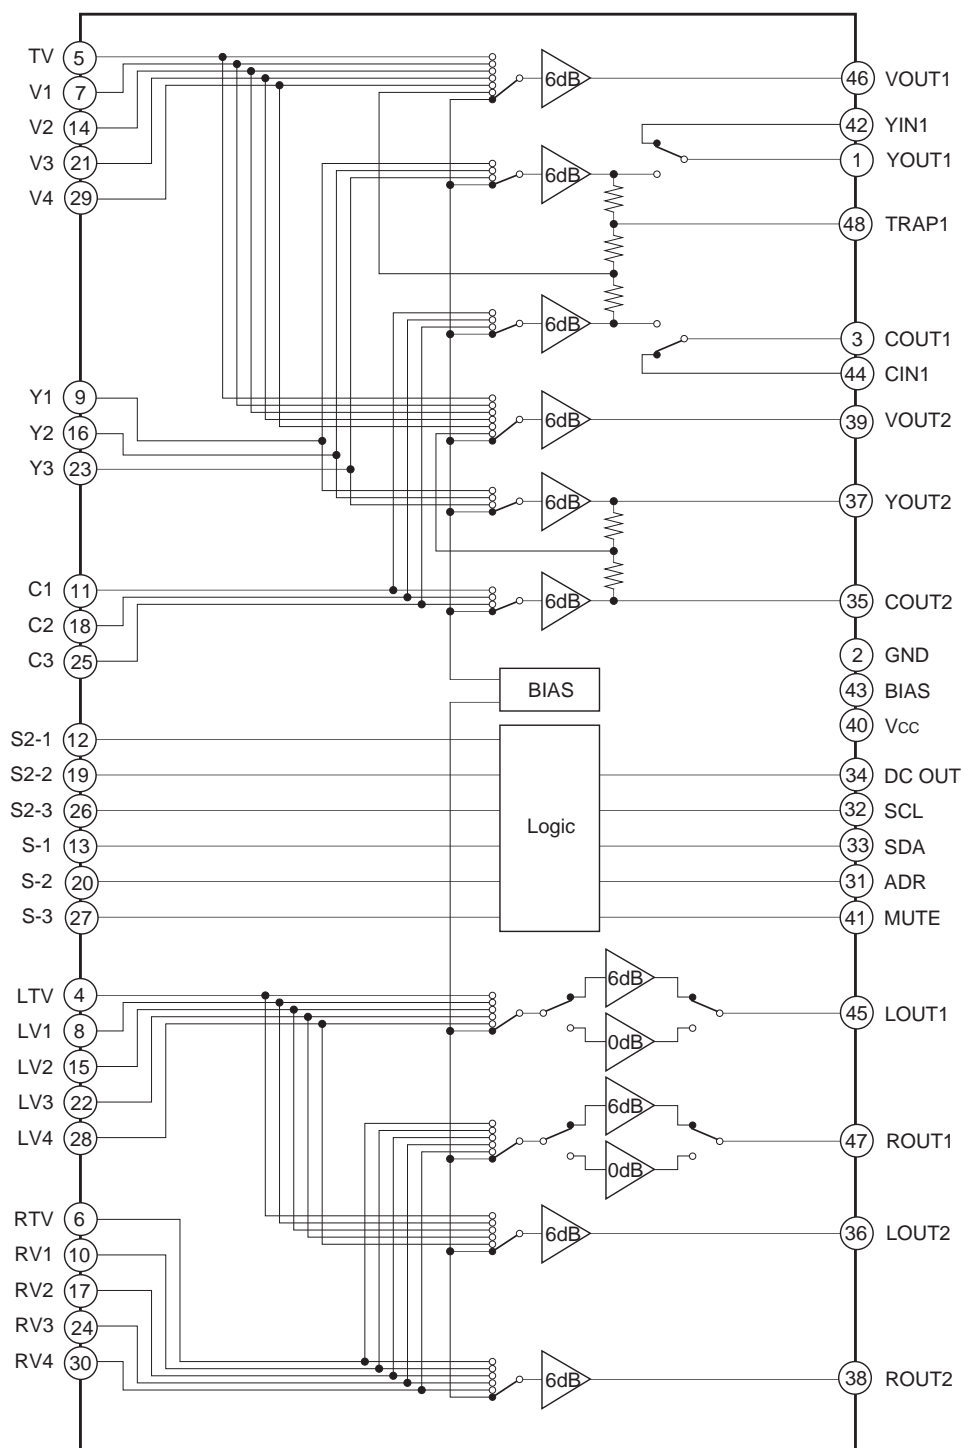 TV 5
V1 7
V2 14
V3 21
V4 29
6dB
46 VOUT1
42 YIN1
6dB
1 YOUT1
48 TRAP1
6dB
3 COUT1
44 CIN1
Y1 9
Y2 16
Y3 23
6dB
39 VOUT2
6dB
37 YOUT2
C1 11
C2 18
C3 25
6dB
35 COUT2
2 GND
BIAS
43 BIAS
40 Vcc
S2-1 12
S2-2 19
S2-3 26
S-1 13
S-2 20
S-3 27
Logic
34 DC OUT
32 SCL
33 SDA
31 ADR
41 MUTE
LTV 4
LV1 8
LV2 15
LV3 22
LV4 28
6dB
0dB
45 LOUT1
6dB
0dB
47 ROUT1
RTV 6
RV1 10
RV2 17
RV3 24
RV4 30
6dB
36 LOUT2
6dB
38 ROUT2